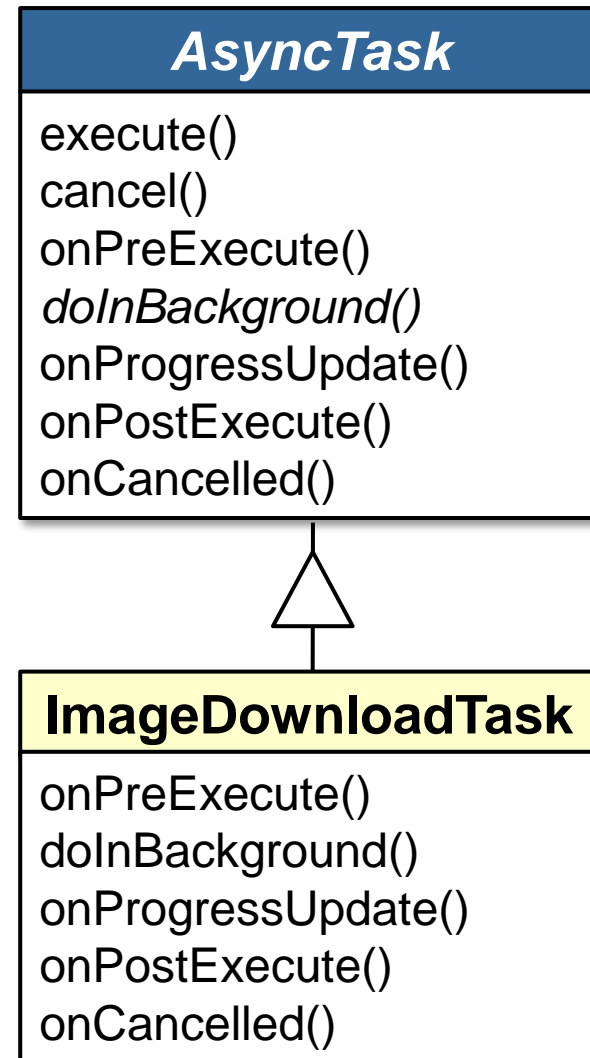 AsyncTask
execute()
cancel()
onPreExecute()
doInBackground()
onProgressUpdate()
onPostExecute()
onCancelled()
ImageDownloadTask
onPreExecute()
doInBackground()
onProgressUpdate()
onPostExecute()
onCancelled()